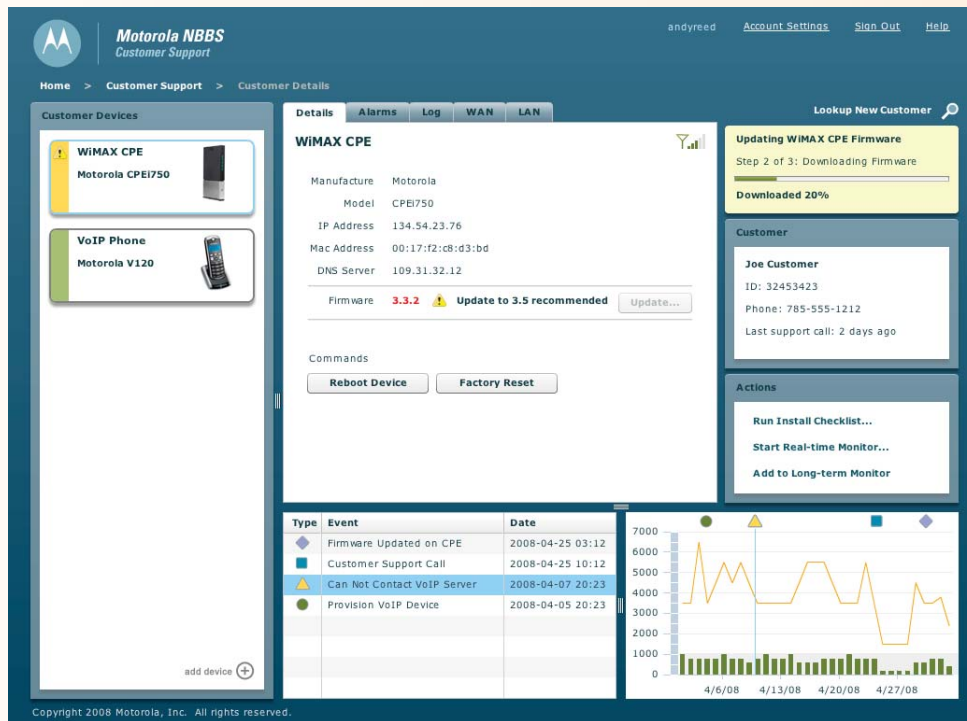 Motorola NBBS
Customer Support
andyreed Account Settings Sign Out Help
Home > Customer Support > Customer Details
Customer Devices
WiMAX CPE
Motorola CPEi750
VoIP Phone
Motorola V120
add device
Details Alarms Log WAN LAN
WiMAX CPE
Manufacture Motorola
Model CPEi750
IP Address 134.54.23.76
Mac Address 00:17:f2:c8:d3:bd
DNS Server 109.31.32.12
Firmware 3.3.2 Update to 3.5 recommended Update...
Commands
Reboot Device Factory Reset
Lookup New Customer
Updating WiMAX CPE Firmware
Step 2 of 3: Downloading Firmware
Downloaded 20%
Customer
Joe Customer
ID: 32453423
Phone: 785-555-1212
Last support call: 2 days ago
Actions
Run Install Checklist...
Start Real-time Monitor...
Add to Long-term Monitor
Type Event Date
Firmware Updated on CPE 2008-04-25 03:12
Customer Support Call 2008-04-25 10:12
Can Not Contact VoIP Server 2008-04-07 20:23
Provision VoIP Device 2008-04-05 20:23
7000
6000
5000
4000
3000
2000
1000
0
4/6/08 4/13/08 4/20/08 4/27/08
Copyright 2008 Motorola, Inc. All rights reserved.